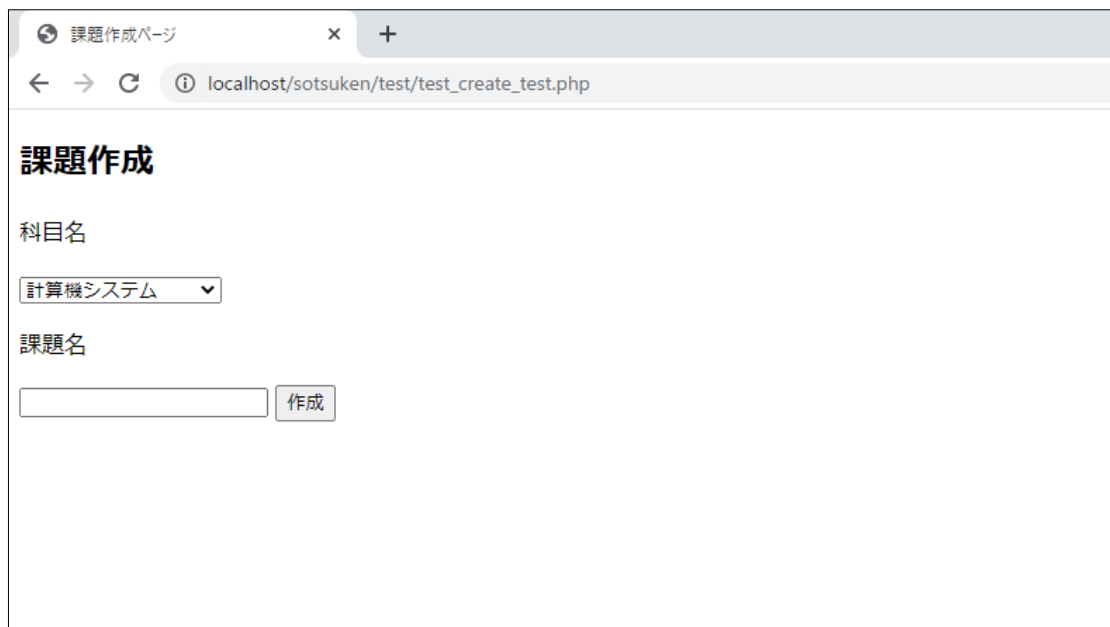 課題作成ページ
localhost/sotsuken/test/test_create_test.php
課題作成
科目名
計算機システム
課題名
作成